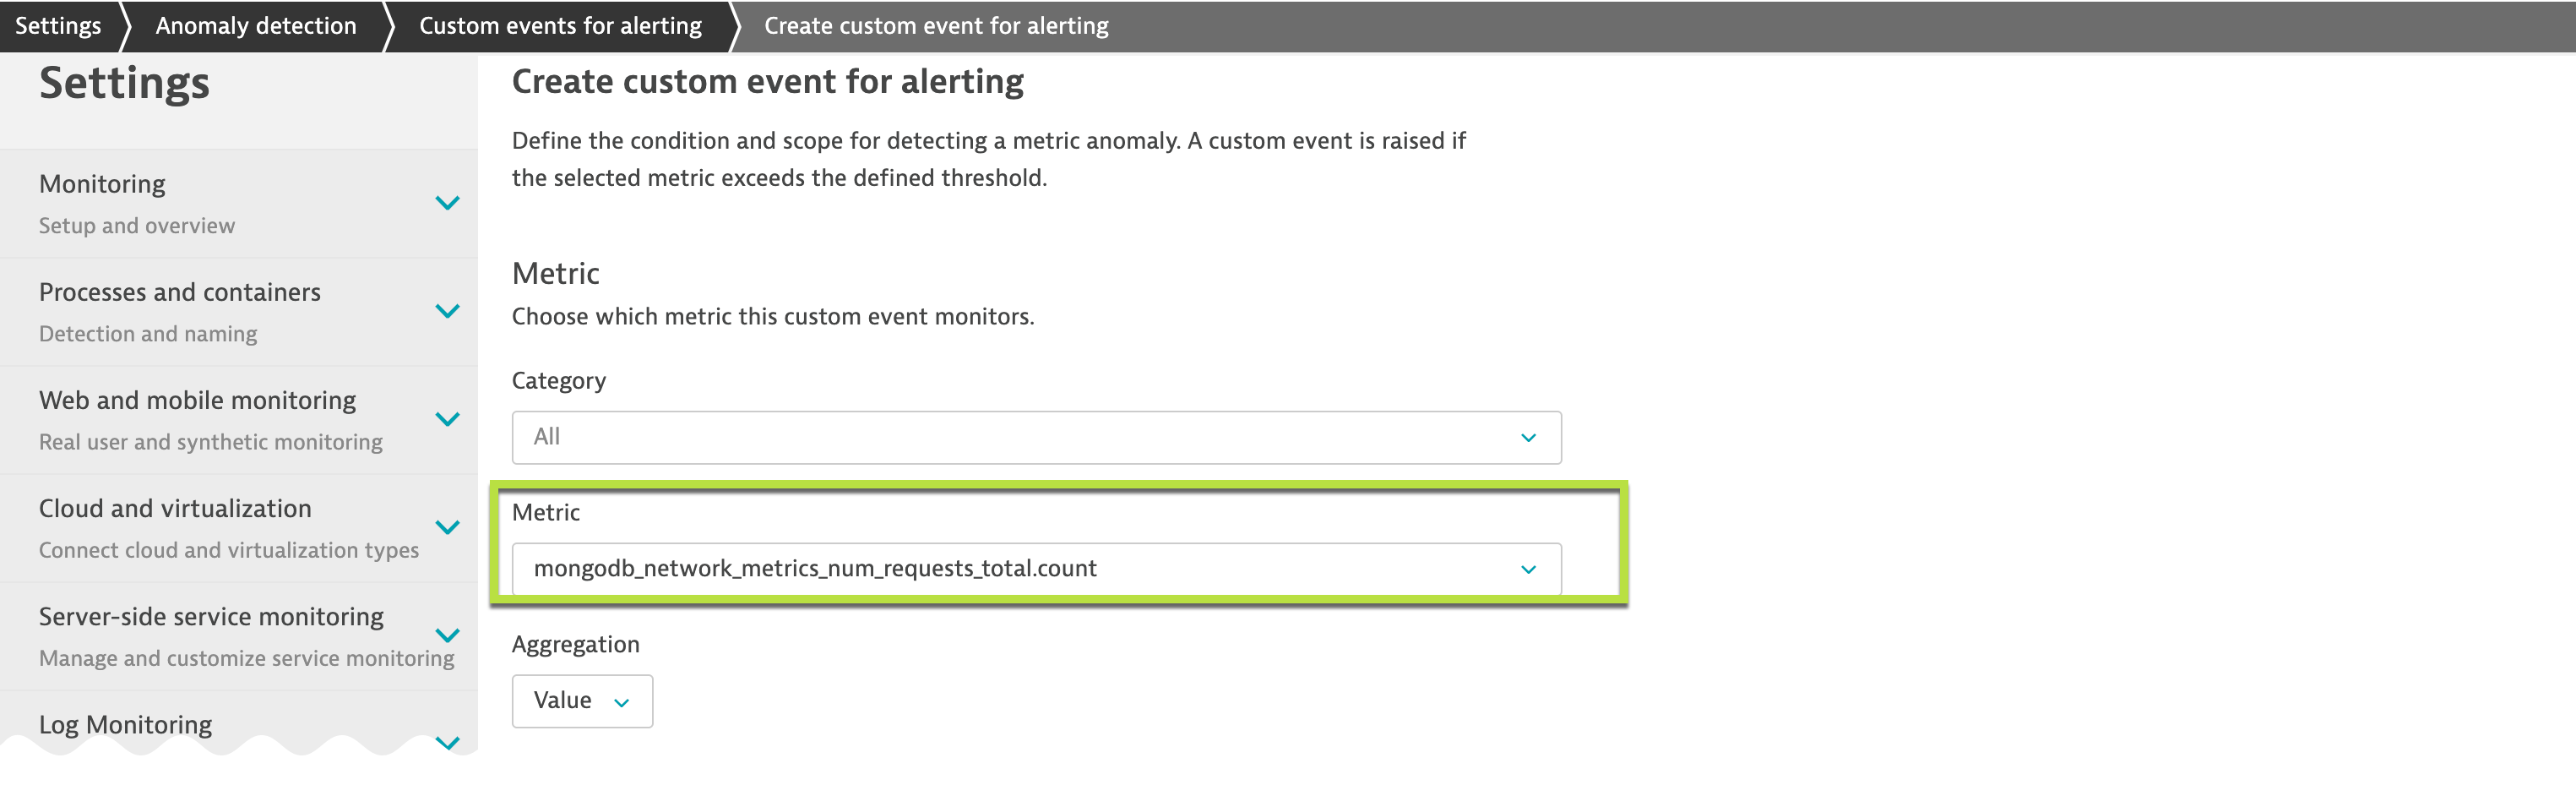 Settings
Anomaly detection
Custom events for alerting
Create custom event for alerting
Settings
Monitoring
Setup and overview
Processes and containers
Detection and naming
Web and mobile monitoring
Real user and synthetic monitoring
Cloud and virtualization
Connect cloud and virtualization types
Server-side service monitoring
Manage and customize service monitoring
Log Monitoring
Create custom event for alerting
Define the condition and scope for detecting a metric anomaly. A custom event is raised if
the selected metric exceeds the defined threshold.
Metric
Choose which metric this custom event monitors.
Category
All
Metric
mongodb_network_metrics_num_requests_total.count
Aggregation
Value